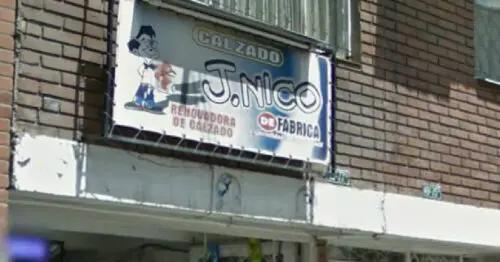 CALZADO
J.NICO
RENOVADORA
DE CALZADO
DE FABRICA